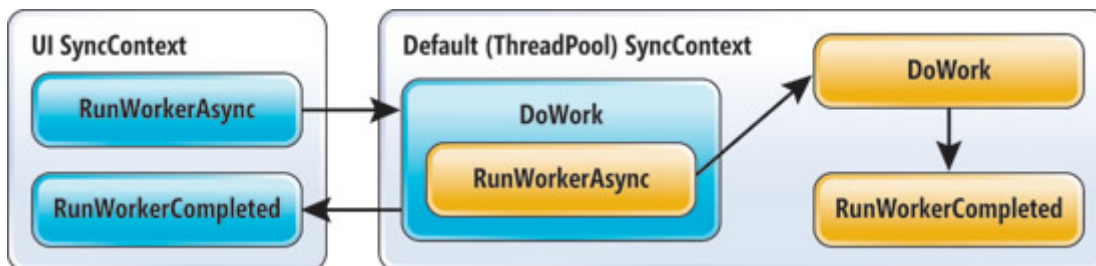 UI SyncContext
RunWorkerAsync
RunWorkerCompleted
Default (ThreadPool) SyncContext
DoWork
RunWorkerAsync
DoWork
RunWorkerCompleted